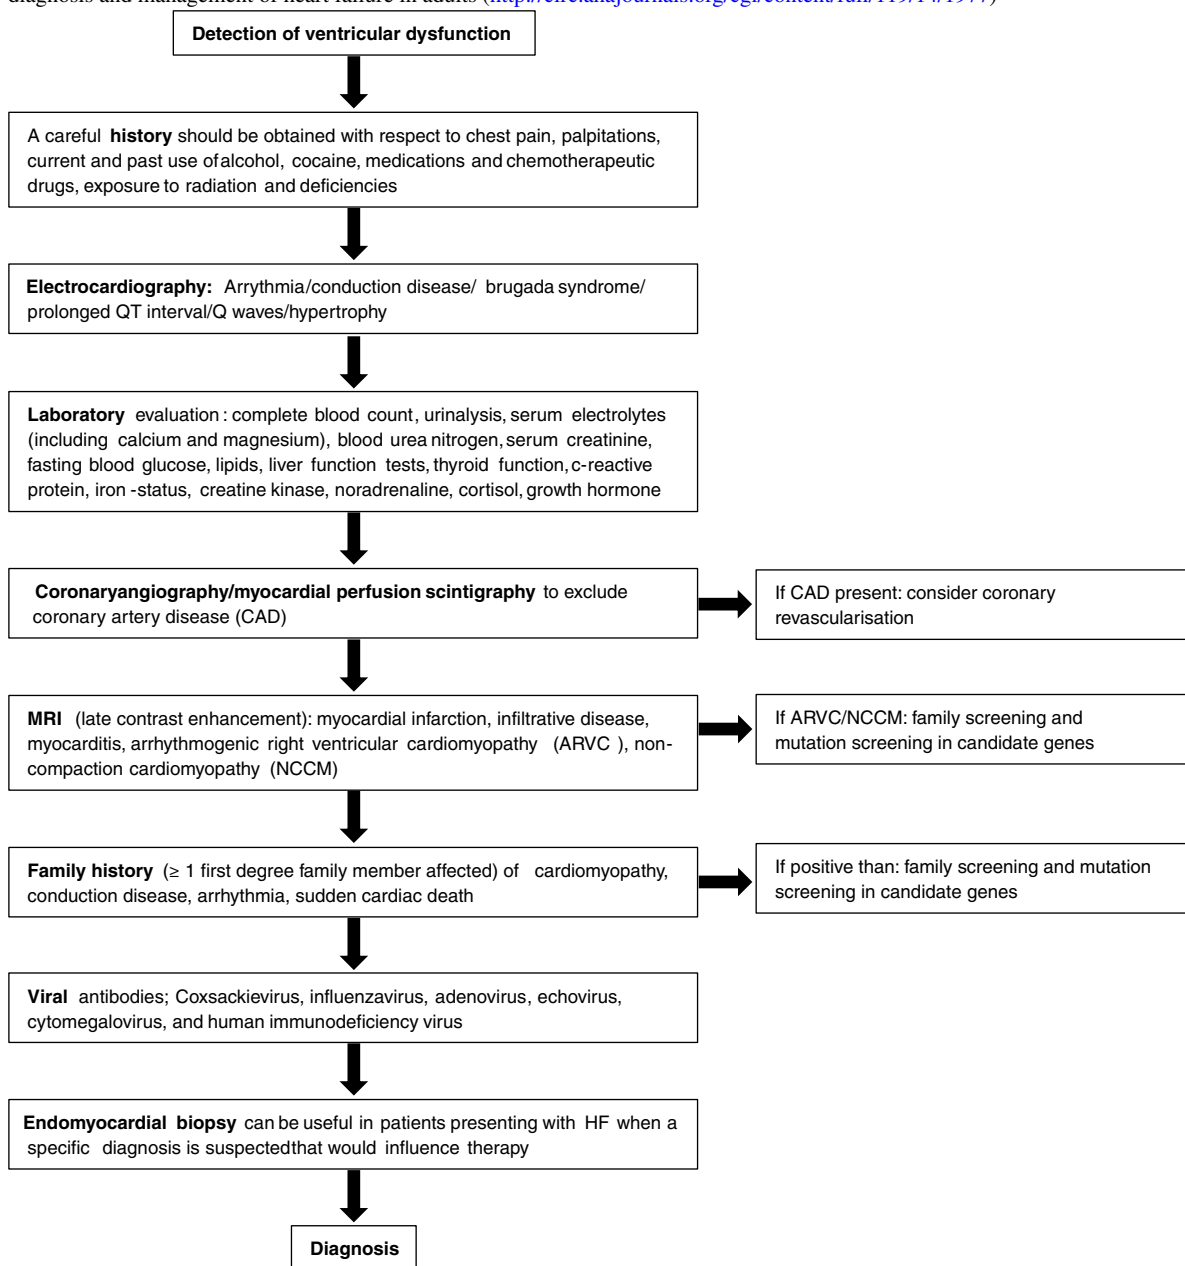 diagnosis and management of heart failure in adults (http://circ.ahajournals.org/cgi/content/full/119/14/1977)
Detection of ventricular dysfunction
A careful history should be obtained with respect to chest pain, palpitations,
current and past use of alcohol, cocaine, medications and chemotherapeutic
drugs, exposure to radiation and deficiencies
Electrocardiography: Arrythmia/conduction disease/ brugada syndrome/
prolonged QT interval/Q waves/hypertrophy
Laboratory evaluation: complete blood count, urinalysis, serum electrolytes
(including calcium and magnesium), blood urea nitrogen, serum creatinine,
fasting blood glucose, lipids, liver function tests, thyroid function, c-reactive
protein, iron -status, creatine kinase, noradrenaline, cortisol, growth hormone
Coronaryangiography/myocardial perfusion scintigraphy to exclude
coronary artery disease (CAD)
If CAD present: consider coronary
revascularisation
MRI (late contrast enhancement): myocardial infarction, infiltrative disease,
myocarditis, arrhythmogenic right ventricular cardiomyopathy (ARVC ), non-
compaction cardiomyopathy (NCCM)
If ARVC/NCCM: family screening and
mutation screening in candidate genes
Family history (≥ 1 first degree family member affected) of cardiomyopathy,
conduction disease, arrhythmia, sudden cardiac death
If positive than: family screening and mutation
screening in candidate genes
Viral antibodies; Coxsackievirus, influenzavirus, adenovirus, echovirus,
cytomegalovirus, and human immunodeficiency virus
Endomyocardial biopsy can be useful in patients presenting with HF when a
specific diagnosis is suspectedthat would influence therapy
Diagnosis